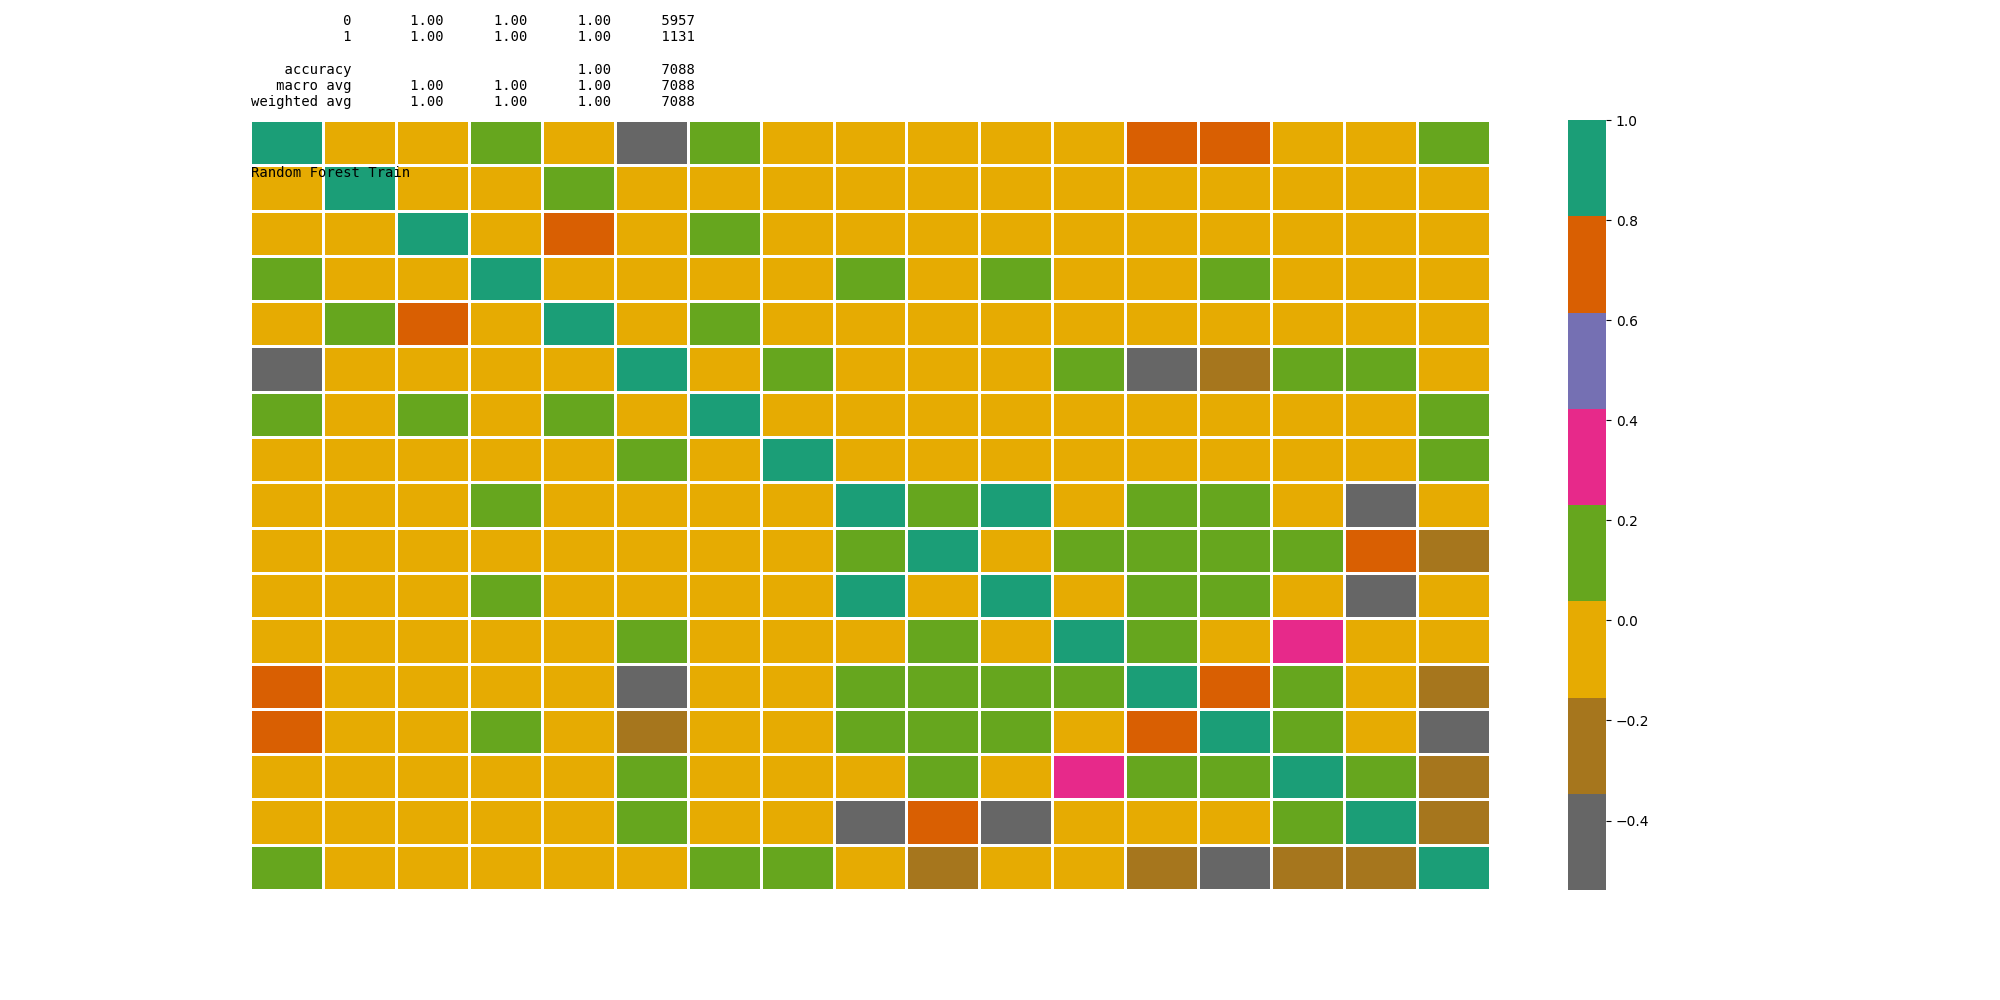 0 1.00 1.00 1.00 5957
1 1.00 1.00 1.00 1131
accuracy 1.00 7088
macro avg 1.00 1.00 1.00 7088
weighted avg 1.00 1.00 1.00 7088
Random Forest Train
1.0
0.8
0.6
0.4
0.2
0.0
−0.2
−0.4